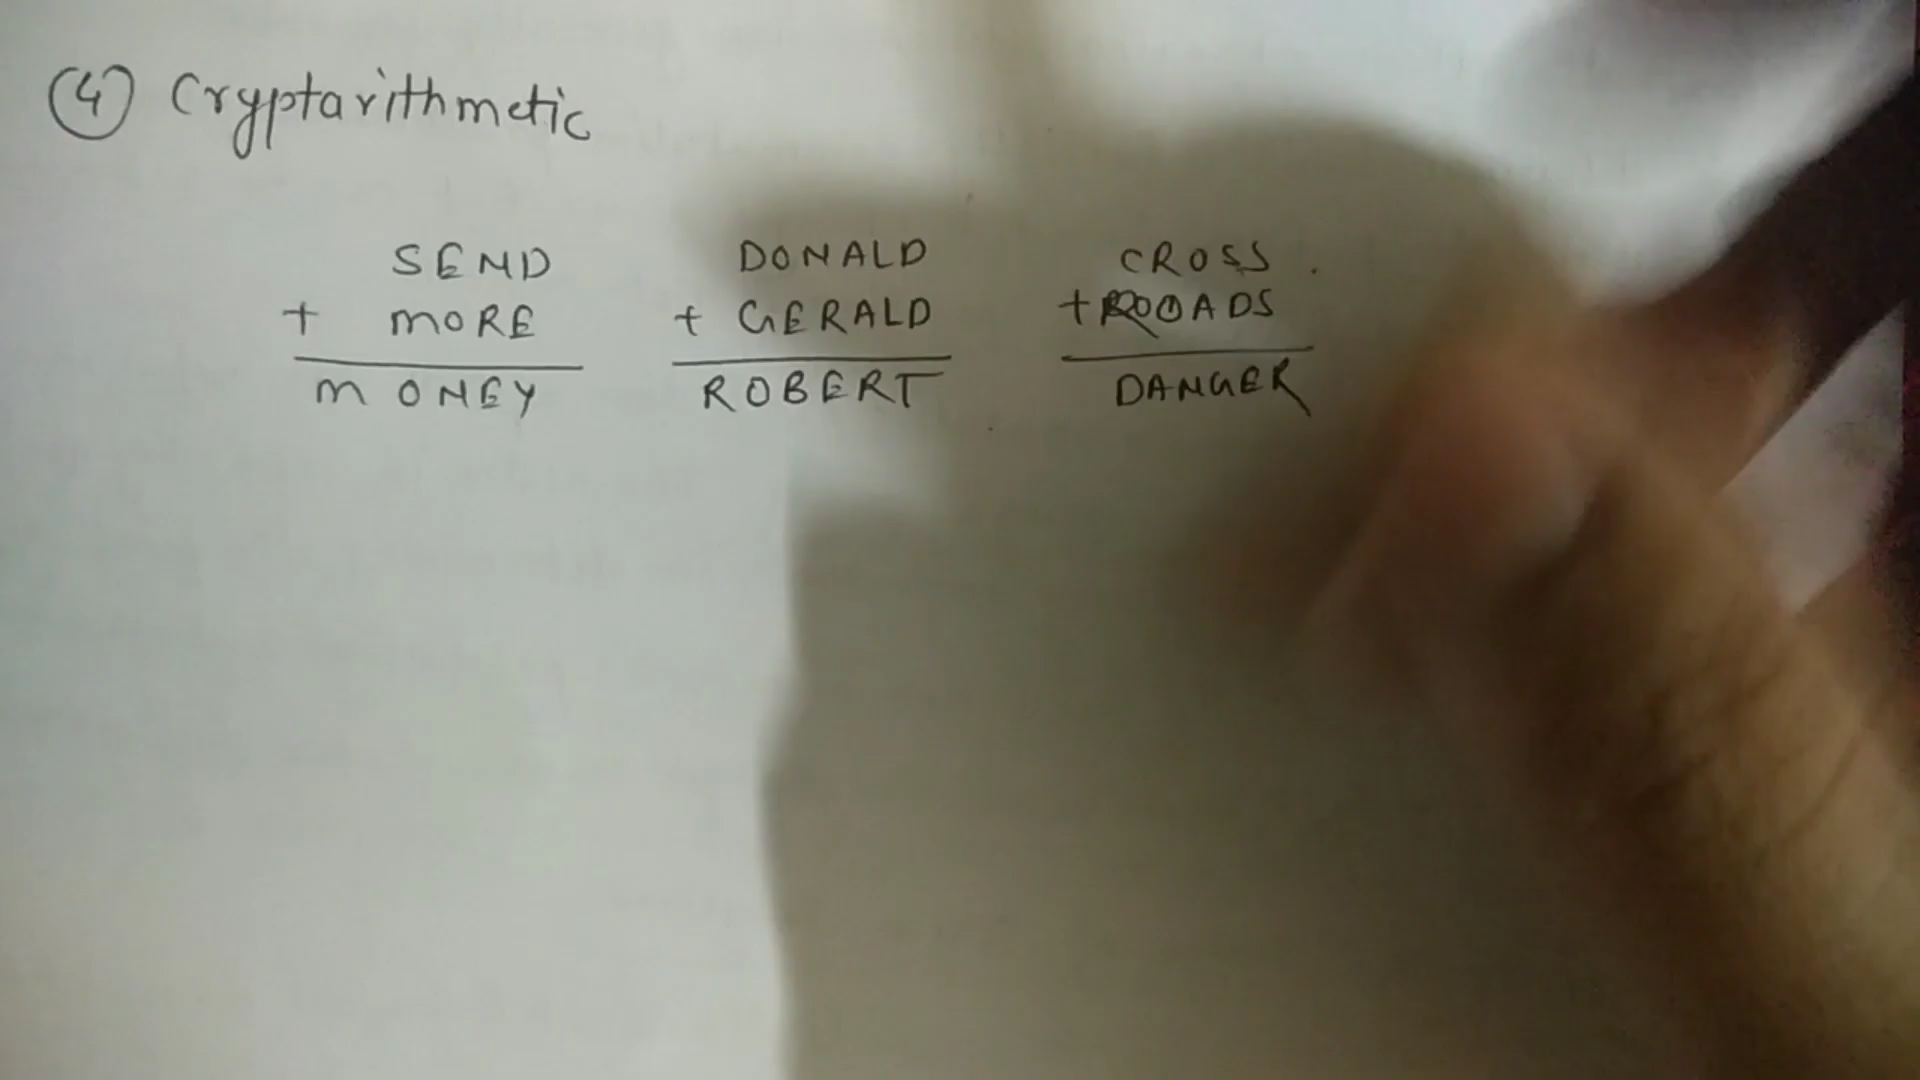 4 Cryptarithmetic
SEND
+ MORE
MONEY
DONALD
+ GERALD
ROBERT
CROSS
+ ROADS
DANGER